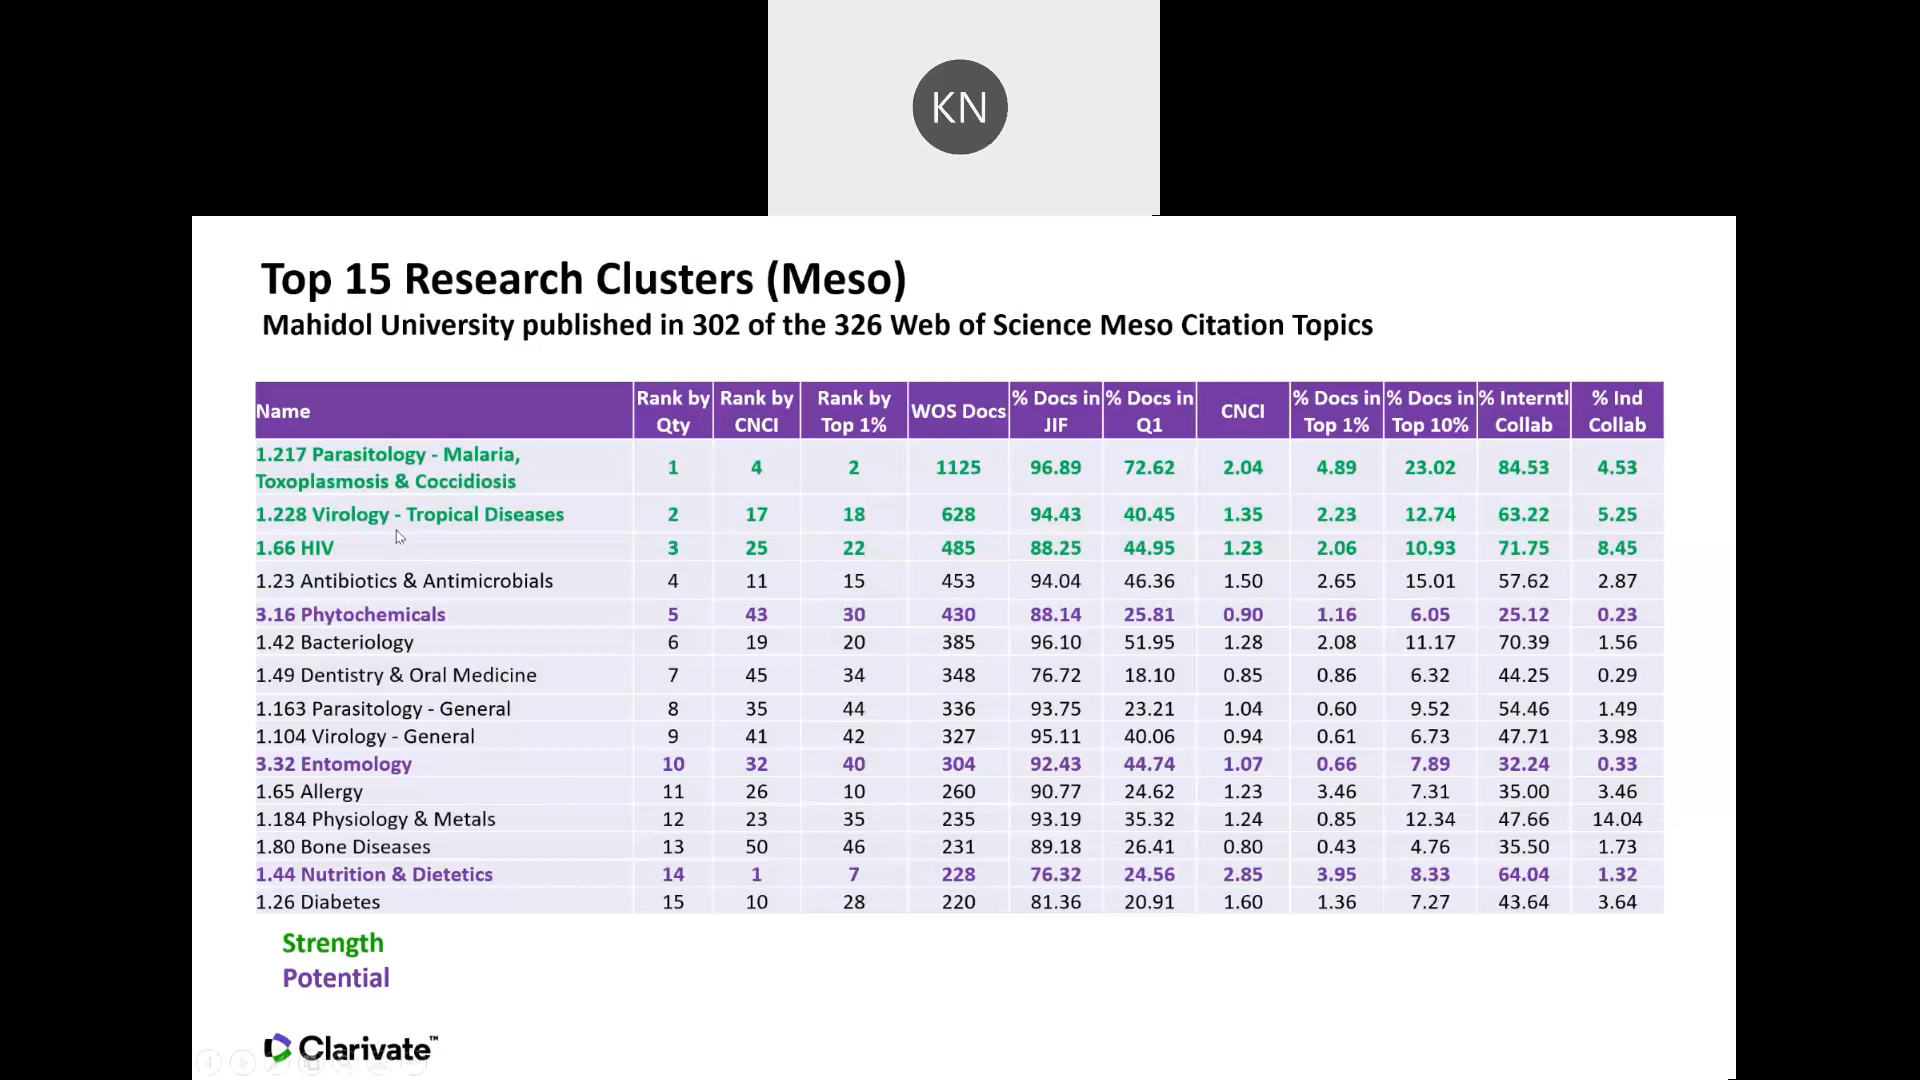 KN
Top 15 Research Clusters (Meso)
Mahidol University published in 302 of the 326 Web of Science Meso Citation Topics
Name Rank by Qty Rank by CNCI Rank by Top 1% WOS Docs % Docs in JIF % Docs in Q1 CNCI % Docs in Top 1% % Docs in Top 10% % Interntl Collab % Ind Collab
1.217 Parasitology - Malaria, Toxoplasmosis & Coccidiosis 1 4 2 1125 96.89 72.62 2.04 4.89 23.02 84.53 4.53
1.228 Virology - Tropical Diseases 2 17 18 628 94.43 40.45 1.35 2.23 12.74 63.22 5.25
1.66 HIV 3 25 22 485 88.25 44.95 1.23 2.06 10.93 71.75 8.45
1.23 Antibiotics & Antimicrobials 4 11 15 453 94.04 46.36 1.50 2.65 15.01 57.62 2.87
3.16 Phytochemicals 5 43 30 430 88.14 25.81 0.90 1.16 6.05 25.12 0.23
1.42 Bacteriology 6 19 20 385 96.10 51.95 1.28 2.08 11.17 70.39 1.56
1.49 Dentistry & Oral Medicine 7 45 34 348 76.72 18.10 0.85 0.86 6.32 44.25 0.29
1.163 Parasitology - General 8 35 44 336 93.75 23.21 1.04 0.60 9.52 54.46 1.49
1.104 Virology - General 9 41 42 327 95.11 40.06 0.94 0.61 6.73 47.71 3.98
3.32 Entomology 10 32 40 304 92.43 44.74 1.07 0.66 7.89 32.24 0.33
1.65 Allergy 11 26 10 260 90.77 24.62 1.23 3.46 7.31 35.00 3.46
1.184 Physiology & Metals 12 23 35 235 93.19 35.32 1.24 0.85 12.34 47.66 14.04
1.80 Bone Diseases 13 50 46 231 89.18 26.41 0.80 0.43 4.76 35.50 1.73
1.44 Nutrition & Dietetics 14 1 7 228 76.32 24.56 2.85 3.95 8.33 64.04 1.32
1.26 Diabetes 15 10 28 220 81.36 20.91 1.60 1.36 7.27 43.64 3.64
Strength
Potential
Clarivate™